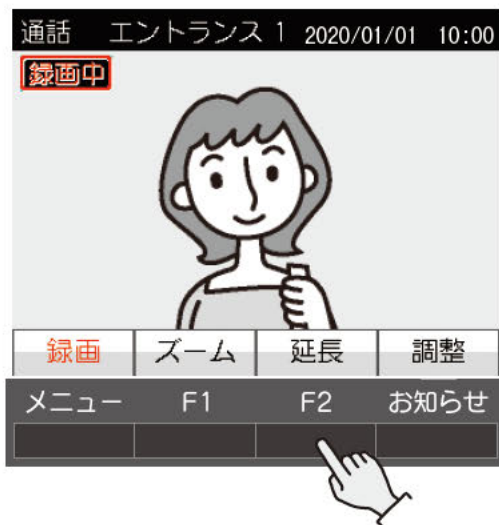 通話 エントランス 1 2020/01/01 10:00
録画中
録画 ズーム 延長 調整
メニュー F1 F2 お知らせ